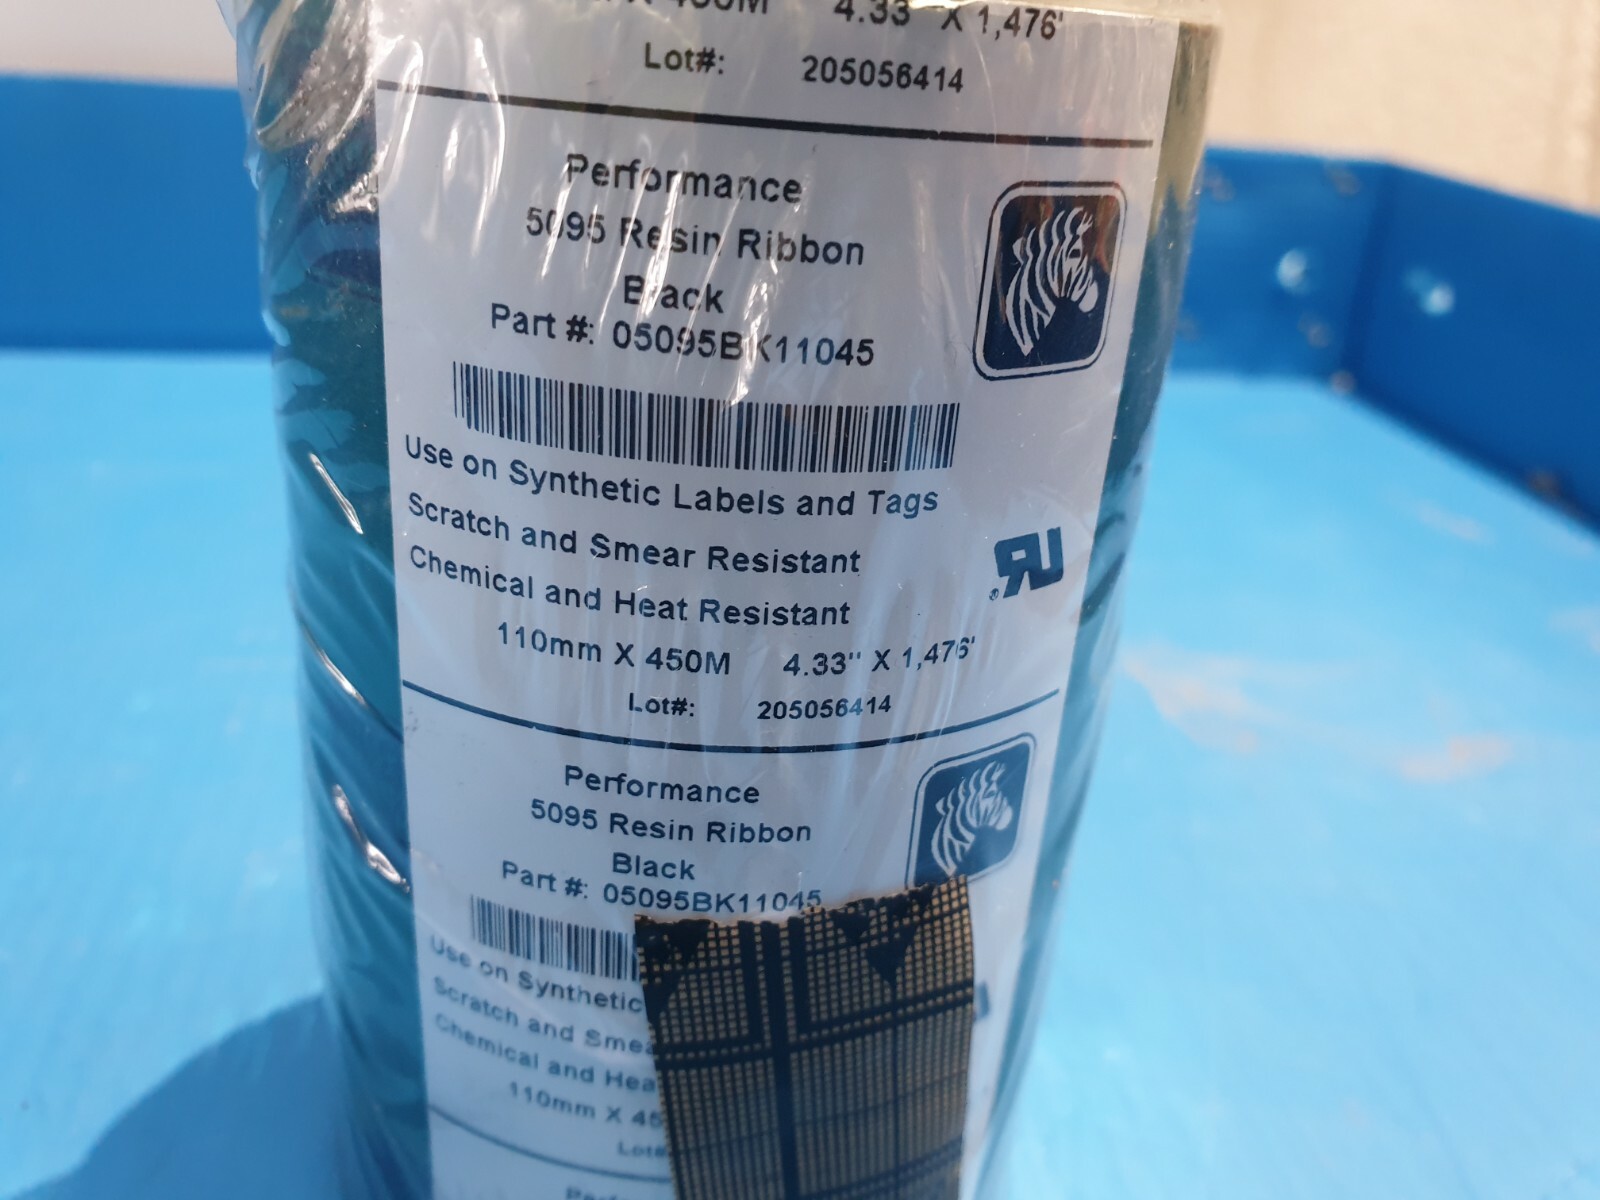 450M 4.33" X 1,476'
Lot#: 205056414
Performance
5095 Resin Ribbon
Black
Part #: 05095BK11045
Use on Synthetic Labels and Tags
Scratch and Smear Resistant
Chemical and Heat Resistant
110mm X 450M 4.33" X 1,476'
Lot#: 205056414
Performance
5095 Resin Ribbon
Black
Part #: 05095BK11045
Use on Synthetic
Scratch and Smea
Chemical and Hea
110mm X 45
Lot#